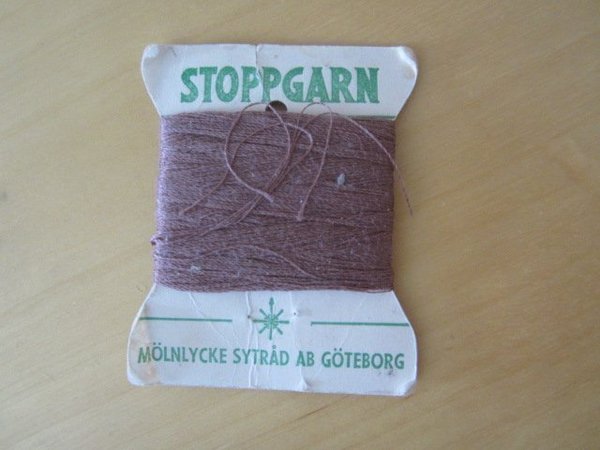 STOPPGARN
MÖLNLYCKE SYTRÅD AB GÖTEBORG